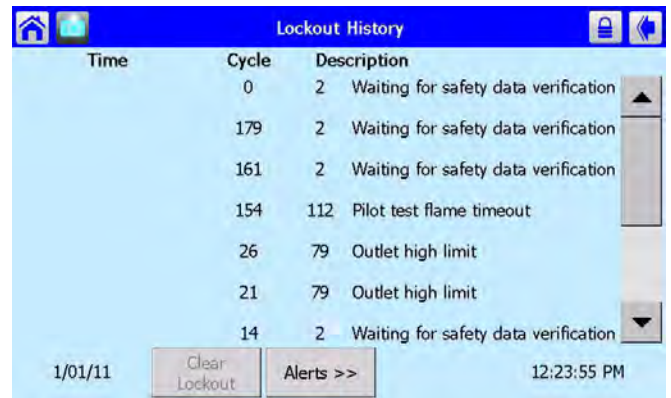 Lockout History
Time Cycle Description
0 2 Waiting for safety data verification
179 2 Waiting for safety data verification
161 2 Waiting for safety data verification
154 112 Pilot test flame timeout
26 79 Outlet high limit
21 79 Outlet high limit
14 2 Waiting for safety data verification
1/01/11 Clear Lockout Alerts >> 12:23:55 PM